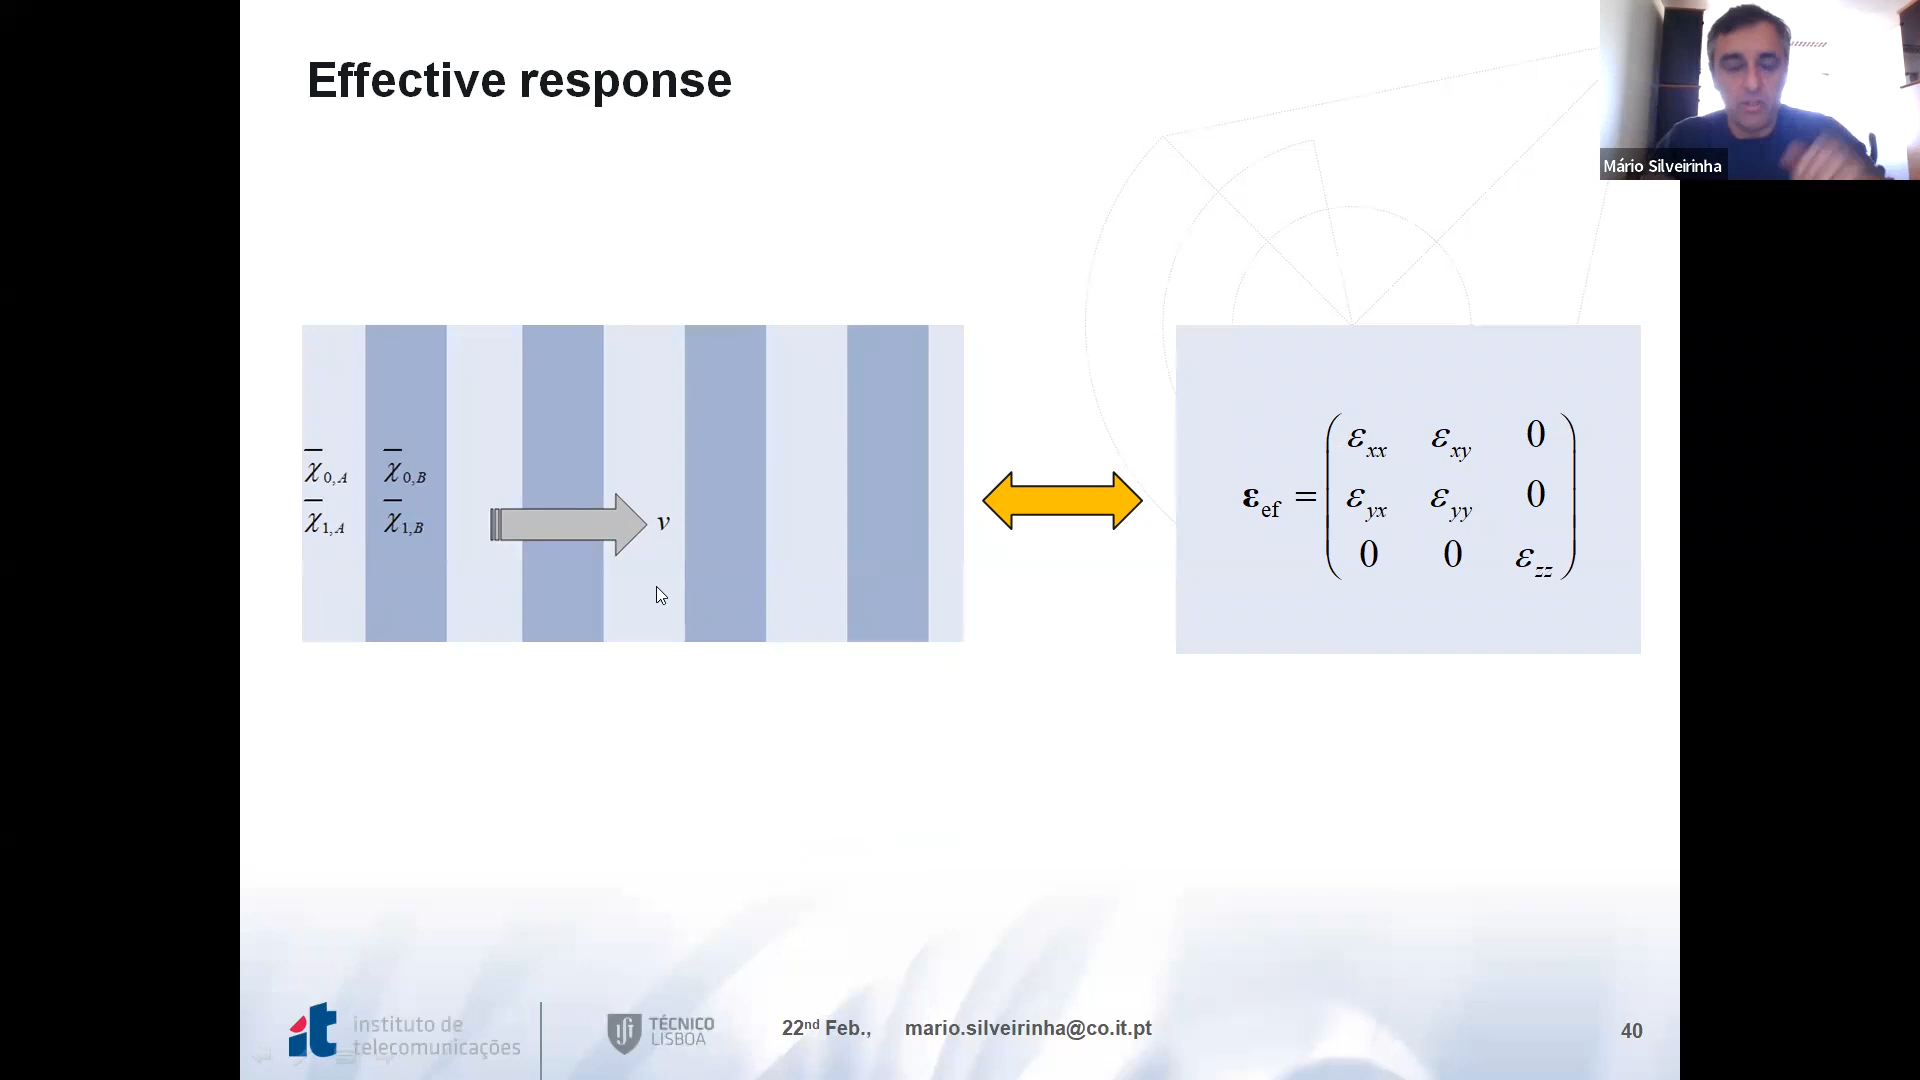 Effective response
Mário Silveirinha
χ̅0,A χ̅0,B
χ̅1,A χ̅1,B
v
εef = ( εxx εxy 0
εyx εyy 0
0 0 εzz )
instituto de
telecomunicações
TÉCNICO
LISBOA
22nd Feb., mario.silveirinha@co.it.pt
40